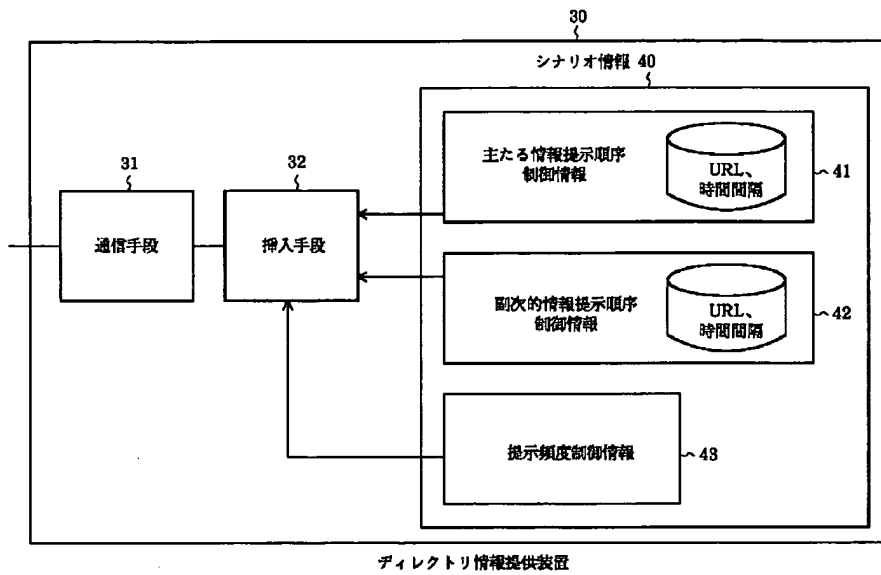 30
シナリオ情報 40
主たる情報提示順序
制御情報
URL、
時間間隔
41
31
通信手段
32
挿入手段
副次的情報提示順序
制御情報
URL、
時間間隔
42
提示頻度制御情報
43
ディレクトリ情報提供装置